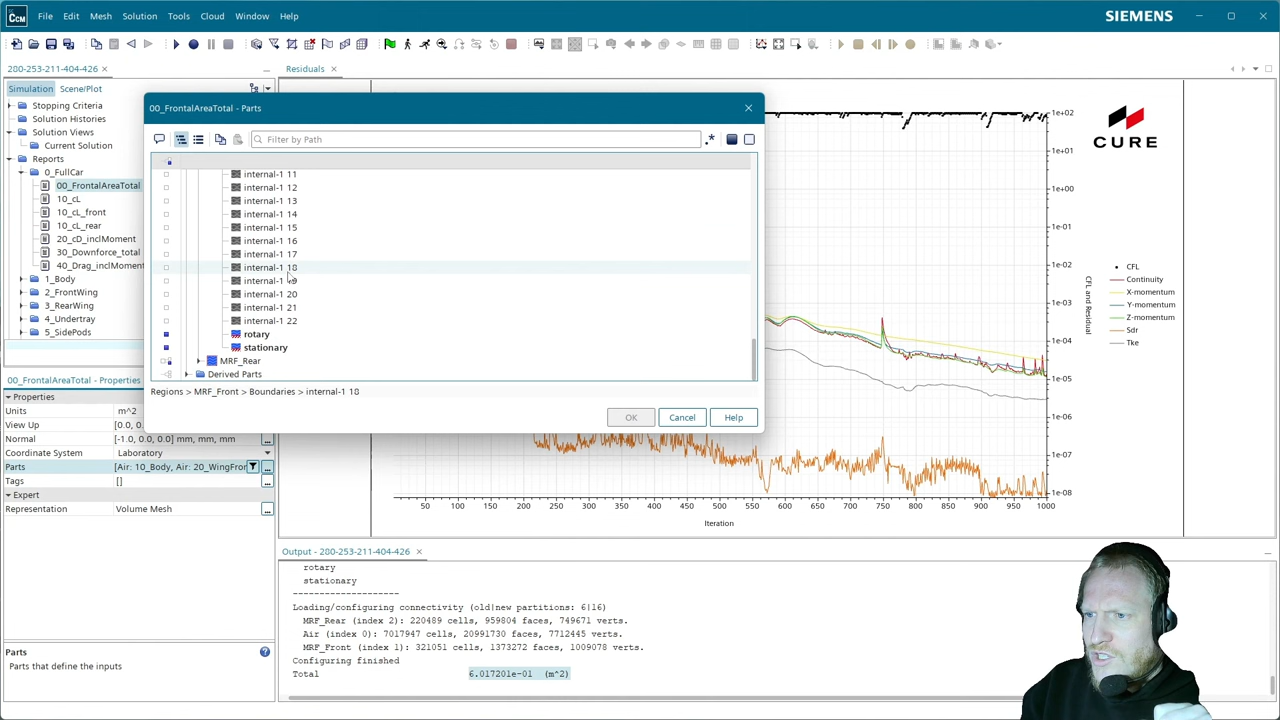 CCM File Edit Mesh Solution Tools Cloud Window Help SIEMENS
280-253-211-404-426 × Residuals ×
Simulation Scene/Plot
Stopping Criteria
Solution Histories
Solution Views
Current Solution
Reports
0_FullCar
00_FrontalAreaTotal
10_cL
10_cL_front
10_cL_rear
20_cD_inclMoment
30_Downforce_total
40_Drag_inclMoment
1_Body
2_FrontWing
3_RearWing
4_Undertray
5_SidePods
00_FrontalAreaTotal - Properties
Properties
Units m^2
View Up [0.0, 0.0
Normal [-1.0, 0.0, 0.0] mm, mm, mm
Coordinate System Laboratory
Parts [Air: 10_Body, Air: 20_WingFron
Tags []
Expert
Representation Volume Mesh
Parts
Parts that define the inputs
00_FrontalAreaTotal - Parts
Filter by Path
internal-1 11
internal-1 12
internal-1 13
internal-1 14
internal-1 15
internal-1 16
internal-1 17
internal-1 18
internal-1 19
internal-1 20
internal-1 21
internal-1 22
rotary
stationary
MRF_Rear
Derived Parts
Regions > MRF_Front > Boundaries > internal-1 18
OK Cancel Help
CURE
1e+02
1e+01
1e+00
1e-01
1e-02
1e-03
1e-04
1e-05
1e-06
1e-07
1e-08
CFL and Residual
CFL
Continuity
X-momentum
Y-momentum
Z-momentum
Sdr
Tke
50 100 150 200 250 300 350 400 450 500 550 600 650 700 750 800 850 900 950 1000
Iteration
Output - 280-253-211-404-426 ×
rotary
stationary
-------------------
Loading/configuring connectivity (old|new partitions: 6|16)
MRF_Rear (index 2): 220489 cells, 959804 faces, 749671 verts.
Air (index 0): 7017947 cells, 20991730 faces, 7712445 verts.
MRF_Front (index 1): 321051 cells, 1373272 faces, 1009078 verts.
Configuring finished
Total 6.017201e-01 (m^2)